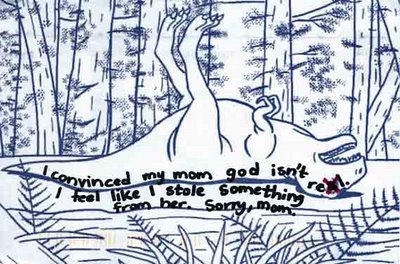 I convinced my mom god isn't real.
I feel like I stole something
from her. Sorry, mom.